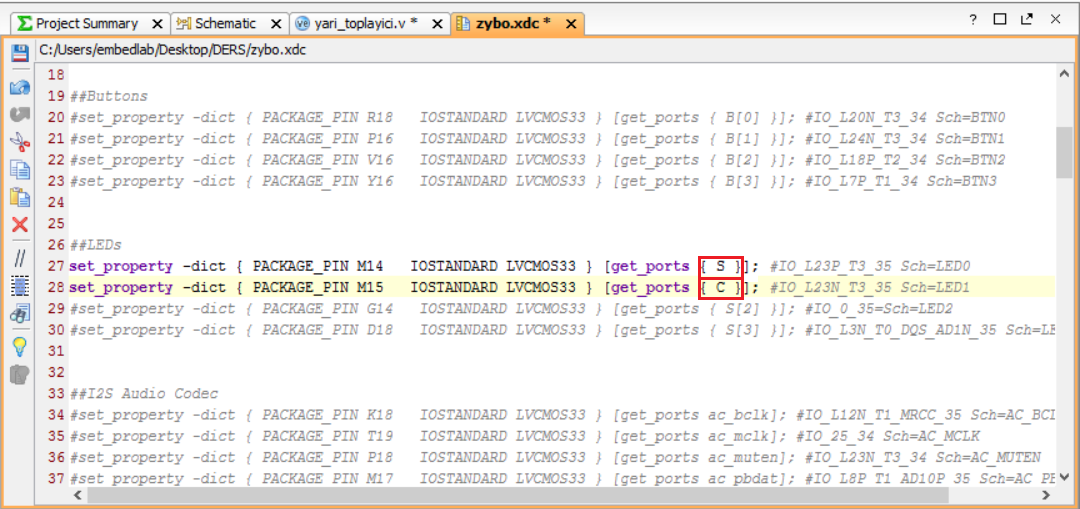 Project Summary × Schematic × yari_toplayici.v * × zybo.xdc * × ?
C:/Users/embedlab/Desktop/DERS/zybo.xdc
18
19 ##Buttons
20 #set_property -dict { PACKAGE_PIN R18 IOSTANDARD LVCMOS33 } [get_ports { B[0] }]; #IO_L20N_T3_34 Sch=BTN0
21 #set_property -dict { PACKAGE_PIN P16 IOSTANDARD LVCMOS33 } [get_ports { B[1] }]; #IO_L24N_T3_34 Sch=BTN1
22 #set_property -dict { PACKAGE_PIN V16 IOSTANDARD LVCMOS33 } [get_ports { B[2] }]; #IO_L18P_T2_34 Sch=BTN2
23 #set_property -dict { PACKAGE_PIN Y16 IOSTANDARD LVCMOS33 } [get_ports { B[3] }]; #IO_L7P_T1_34 Sch=BTN3
24
25
26 ##LEDs
27 set_property -dict { PACKAGE_PIN M14 IOSTANDARD LVCMOS33 } [get_ports { S }]; #IO_L23P_T3_35 Sch=LED0
28 set_property -dict { PACKAGE_PIN M15 IOSTANDARD LVCMOS33 } [get_ports { C }]; #IO_L23N_T3_35 Sch=LED1
29 #set_property -dict { PACKAGE_PIN G14 IOSTANDARD LVCMOS33 } [get_ports { S[2] }]; #IO_0_35=Sch=LED2
30 #set_property -dict { PACKAGE_PIN D18 IOSTANDARD LVCMOS33 } [get_ports { S[3] }]; #IO_L3N_T0_DQS_AD1N_35 Sch=LE
31
32
33 ##I2S Audio Codec
34 #set_property -dict { PACKAGE_PIN K18 IOSTANDARD LVCMOS33 } [get_ports ac_bclk]; #IO_L12N_T1_MRCC_35 Sch=AC_BCL
35 #set_property -dict { PACKAGE_PIN T19 IOSTANDARD LVCMOS33 } [get_ports ac_mclk]; #IO_25_34 Sch=AC_MCLK
36 #set_property -dict { PACKAGE_PIN P18 IOSTANDARD LVCMOS33 } [get_ports ac_muten]; #IO_L23N_T3_34 Sch=AC_MUTEN
37 #set_property -dict { PACKAGE_PIN M17 IOSTANDARD LVCMOS33 } [get_ports ac_pbdat]; #IO_L8P_T1_AD10P_35 Sch=AC_PB